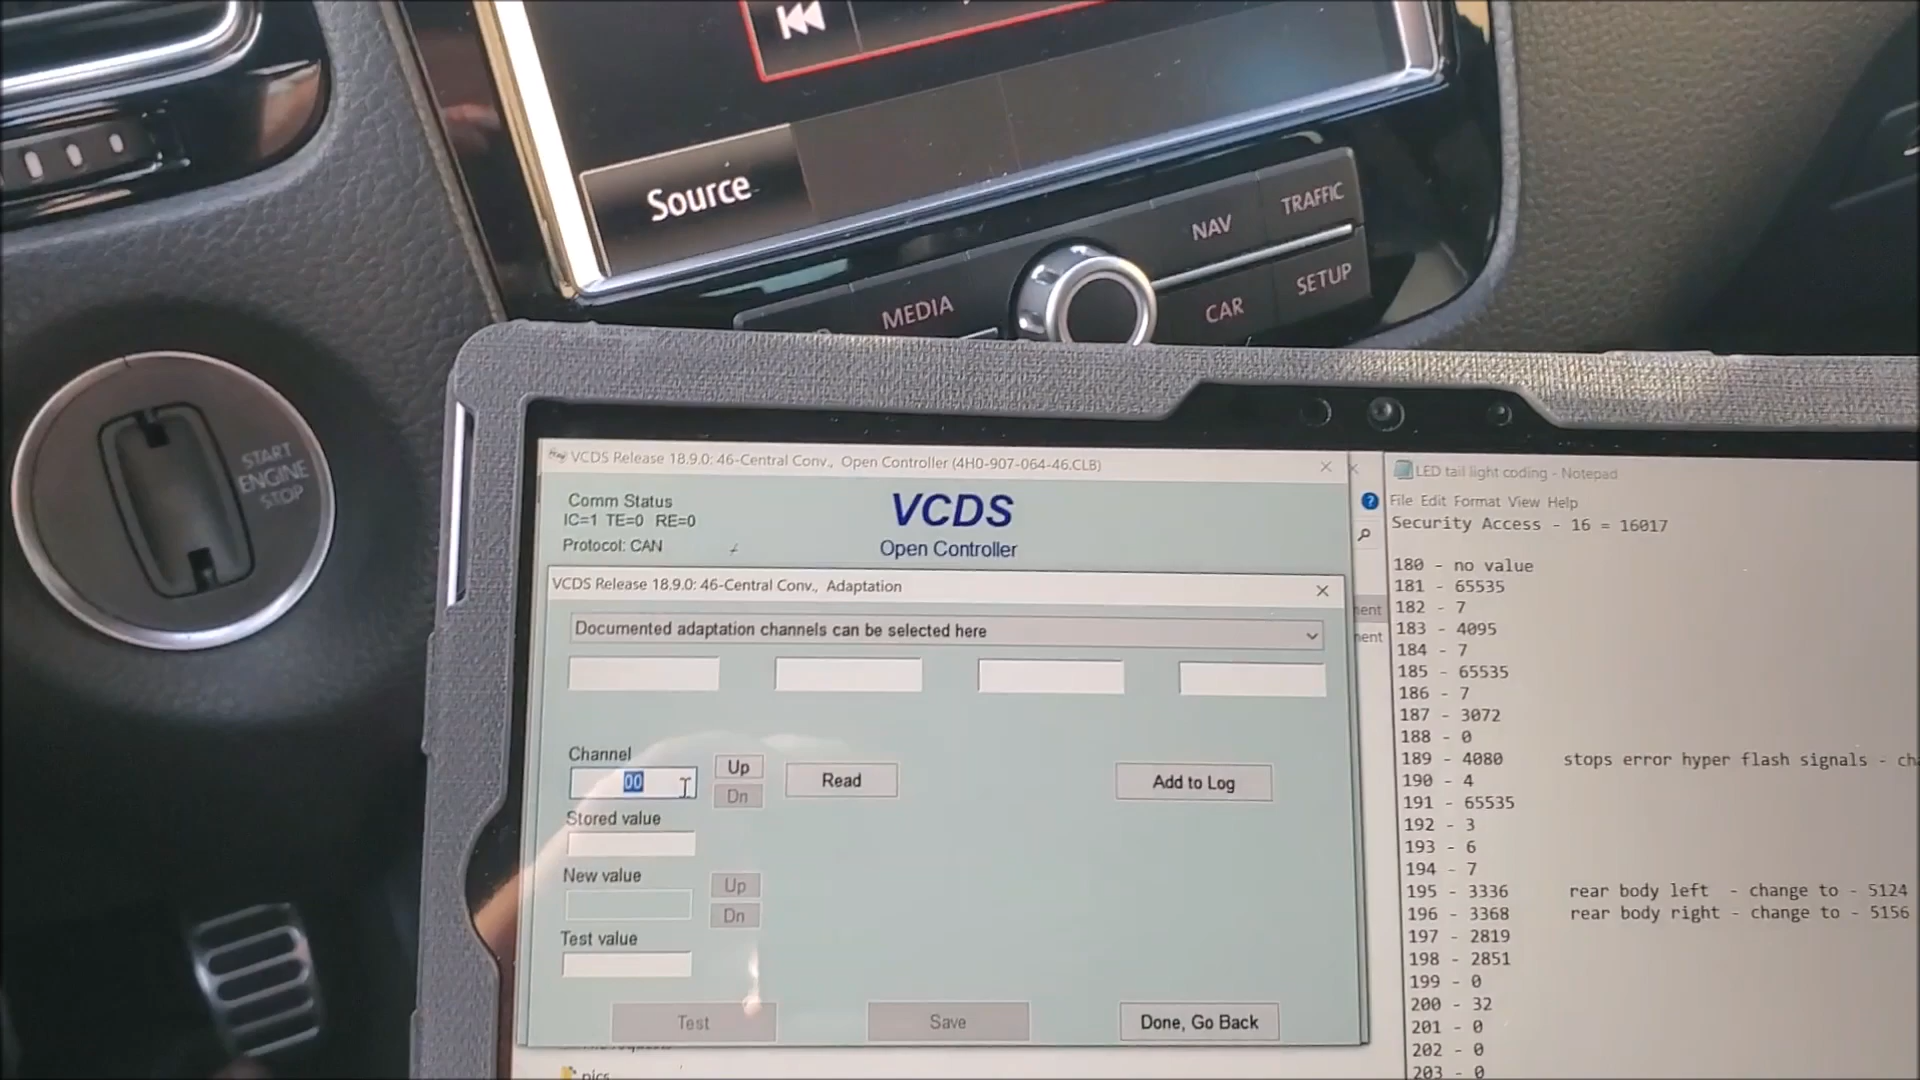 Source
MEDIA
NAV
TRAFFIC
CAR
SETUP
START
ENGINE
STOP
VCDS Release 18.9.0: 46-Central Conv., Open Controller (4H0-907-064-46.CLB)
Comm Status
IC=1 TE=0 RE=0
Protocol: CAN
VCDS
Open Controller
VCDS Release 18.9.0: 46-Central Conv., Adaptation
Documented adaptation channels can be selected here
Channel
00
Up
Dn
Read
Add to Log
Stored value
New value
Up
Dn
Test value
Test
Save
Done, Go Back
pics
LED tail light coding - Notepad
File Edit Format View Help
Security Access - 16 = 16017
180 - no value
181 - 65535
182 - 7
183 - 4095
184 - 7
185 - 65535
186 - 7
187 - 3072
188 - 0
189 - 4080 stops error hyper flash signals - ch
190 - 4
191 - 65535
192 - 3
193 - 6
194 - 7
195 - 3336 rear body left - change to - 5124
196 - 3368 rear body right - change to - 5156
197 - 2819
198 - 2851
199 - 0
200 - 32
201 - 0
202 - 0
203 - 0